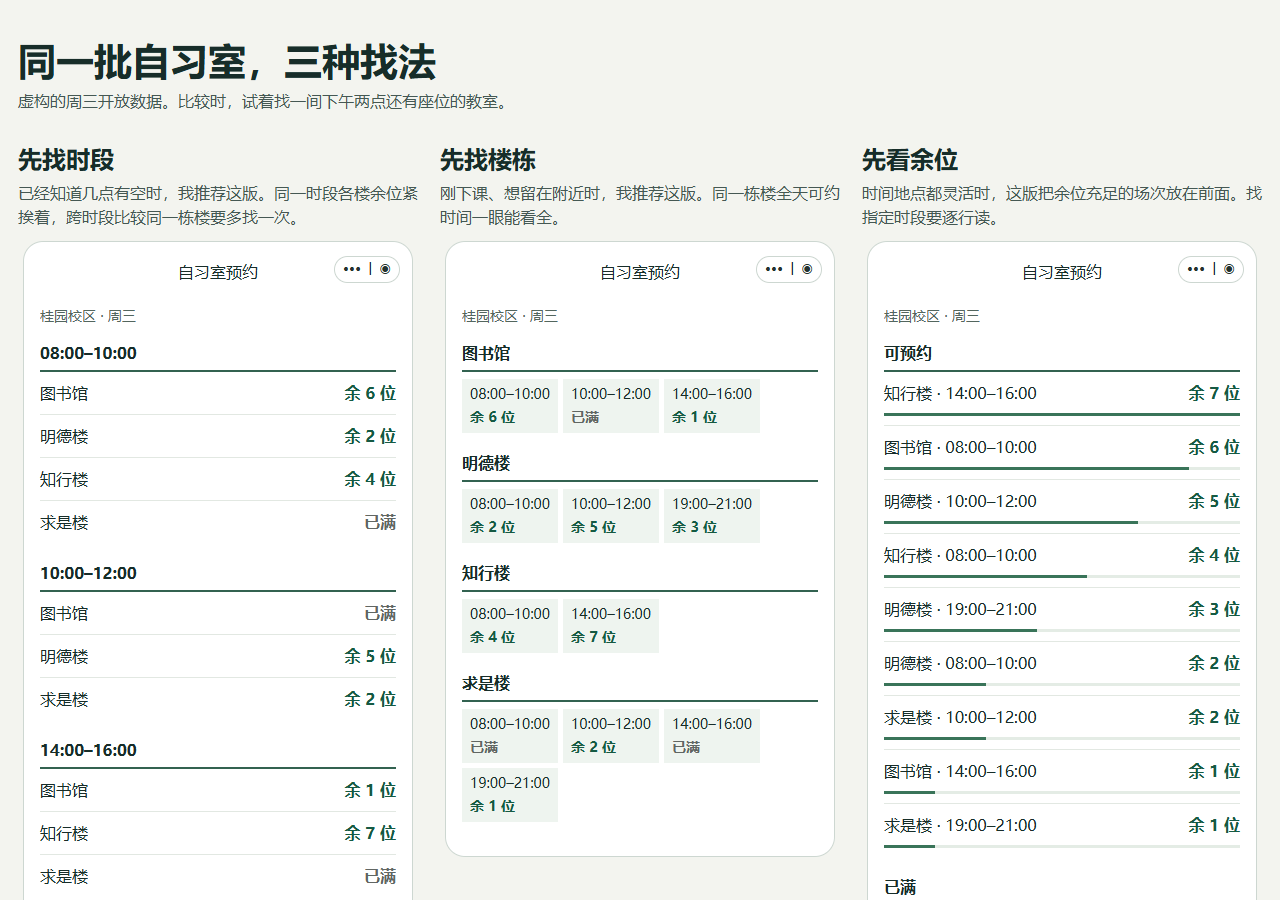 同一批自习室，三种找法
虚构的周三开放数据。比较时，试着找一间下午两点还有座位的教室。
先找时段
已经知道几点有空时，我推荐这版。同一时段各楼余位紧
挨着，跨时段比较同一栋楼要多找一次。
自习室预约
桂园校区 · 周三
08:00–10:00
图书馆 余 6 位
明德楼 余 2 位
知行楼 余 4 位
求是楼 已满
10:00–12:00
图书馆 已满
明德楼 余 5 位
求是楼 余 2 位
14:00–16:00
图书馆 余 1 位
知行楼 余 7 位
求是楼 已满
先找楼栋
刚下课、想留在附近时，我推荐这版。同一栋楼全天可约
时间一眼能看全。
自习室预约
桂园校区 · 周三
图书馆
08:00–10:00 10:00–12:00 14:00–16:00
余 6 位 已满 余 1 位
明德楼
08:00–10:00 10:00–12:00 19:00–21:00
余 2 位 余 5 位 余 3 位
知行楼
08:00–10:00 14:00–16:00
余 4 位 余 7 位
求是楼
08:00–10:00 10:00–12:00 14:00–16:00
已满 余 2 位 已满
19:00–21:00
余 1 位
先看余位
时间地点都灵活时，这版把余位充足的场次放在前面。找
指定时段要逐行读。
自习室预约
桂园校区 · 周三
可预约
知行楼 · 14:00–16:00 余 7 位
图书馆 · 08:00–10:00 余 6 位
明德楼 · 10:00–12:00 余 5 位
知行楼 · 08:00–10:00 余 4 位
明德楼 · 19:00–21:00 余 3 位
明德楼 · 08:00–10:00 余 2 位
求是楼 · 10:00–12:00 余 2 位
图书馆 · 14:00–16:00 余 1 位
求是楼 · 19:00–21:00 余 1 位
已满